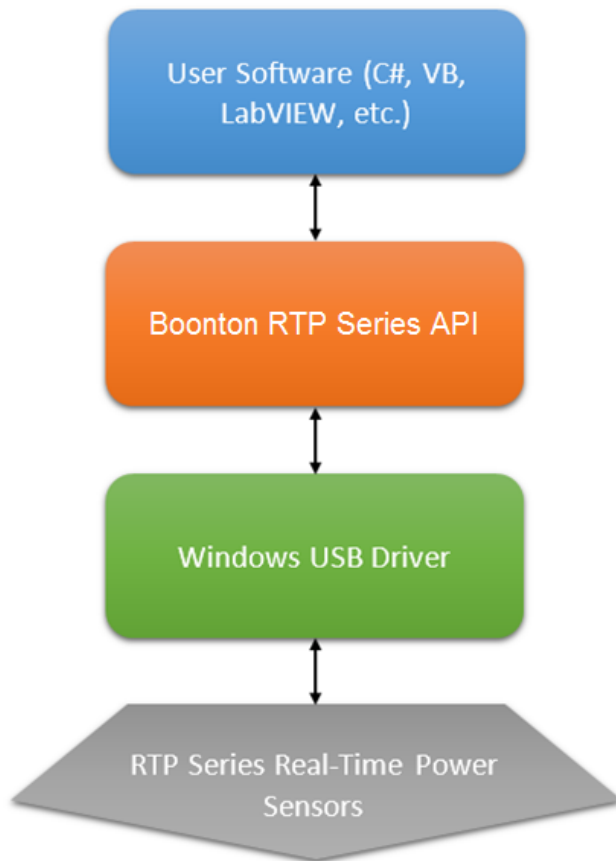 User Software (C#, VB,
LabVIEW, etc.)
Boonton RTP Series API
Windows USB Driver
RTP Series Real-Time Power
Sensors